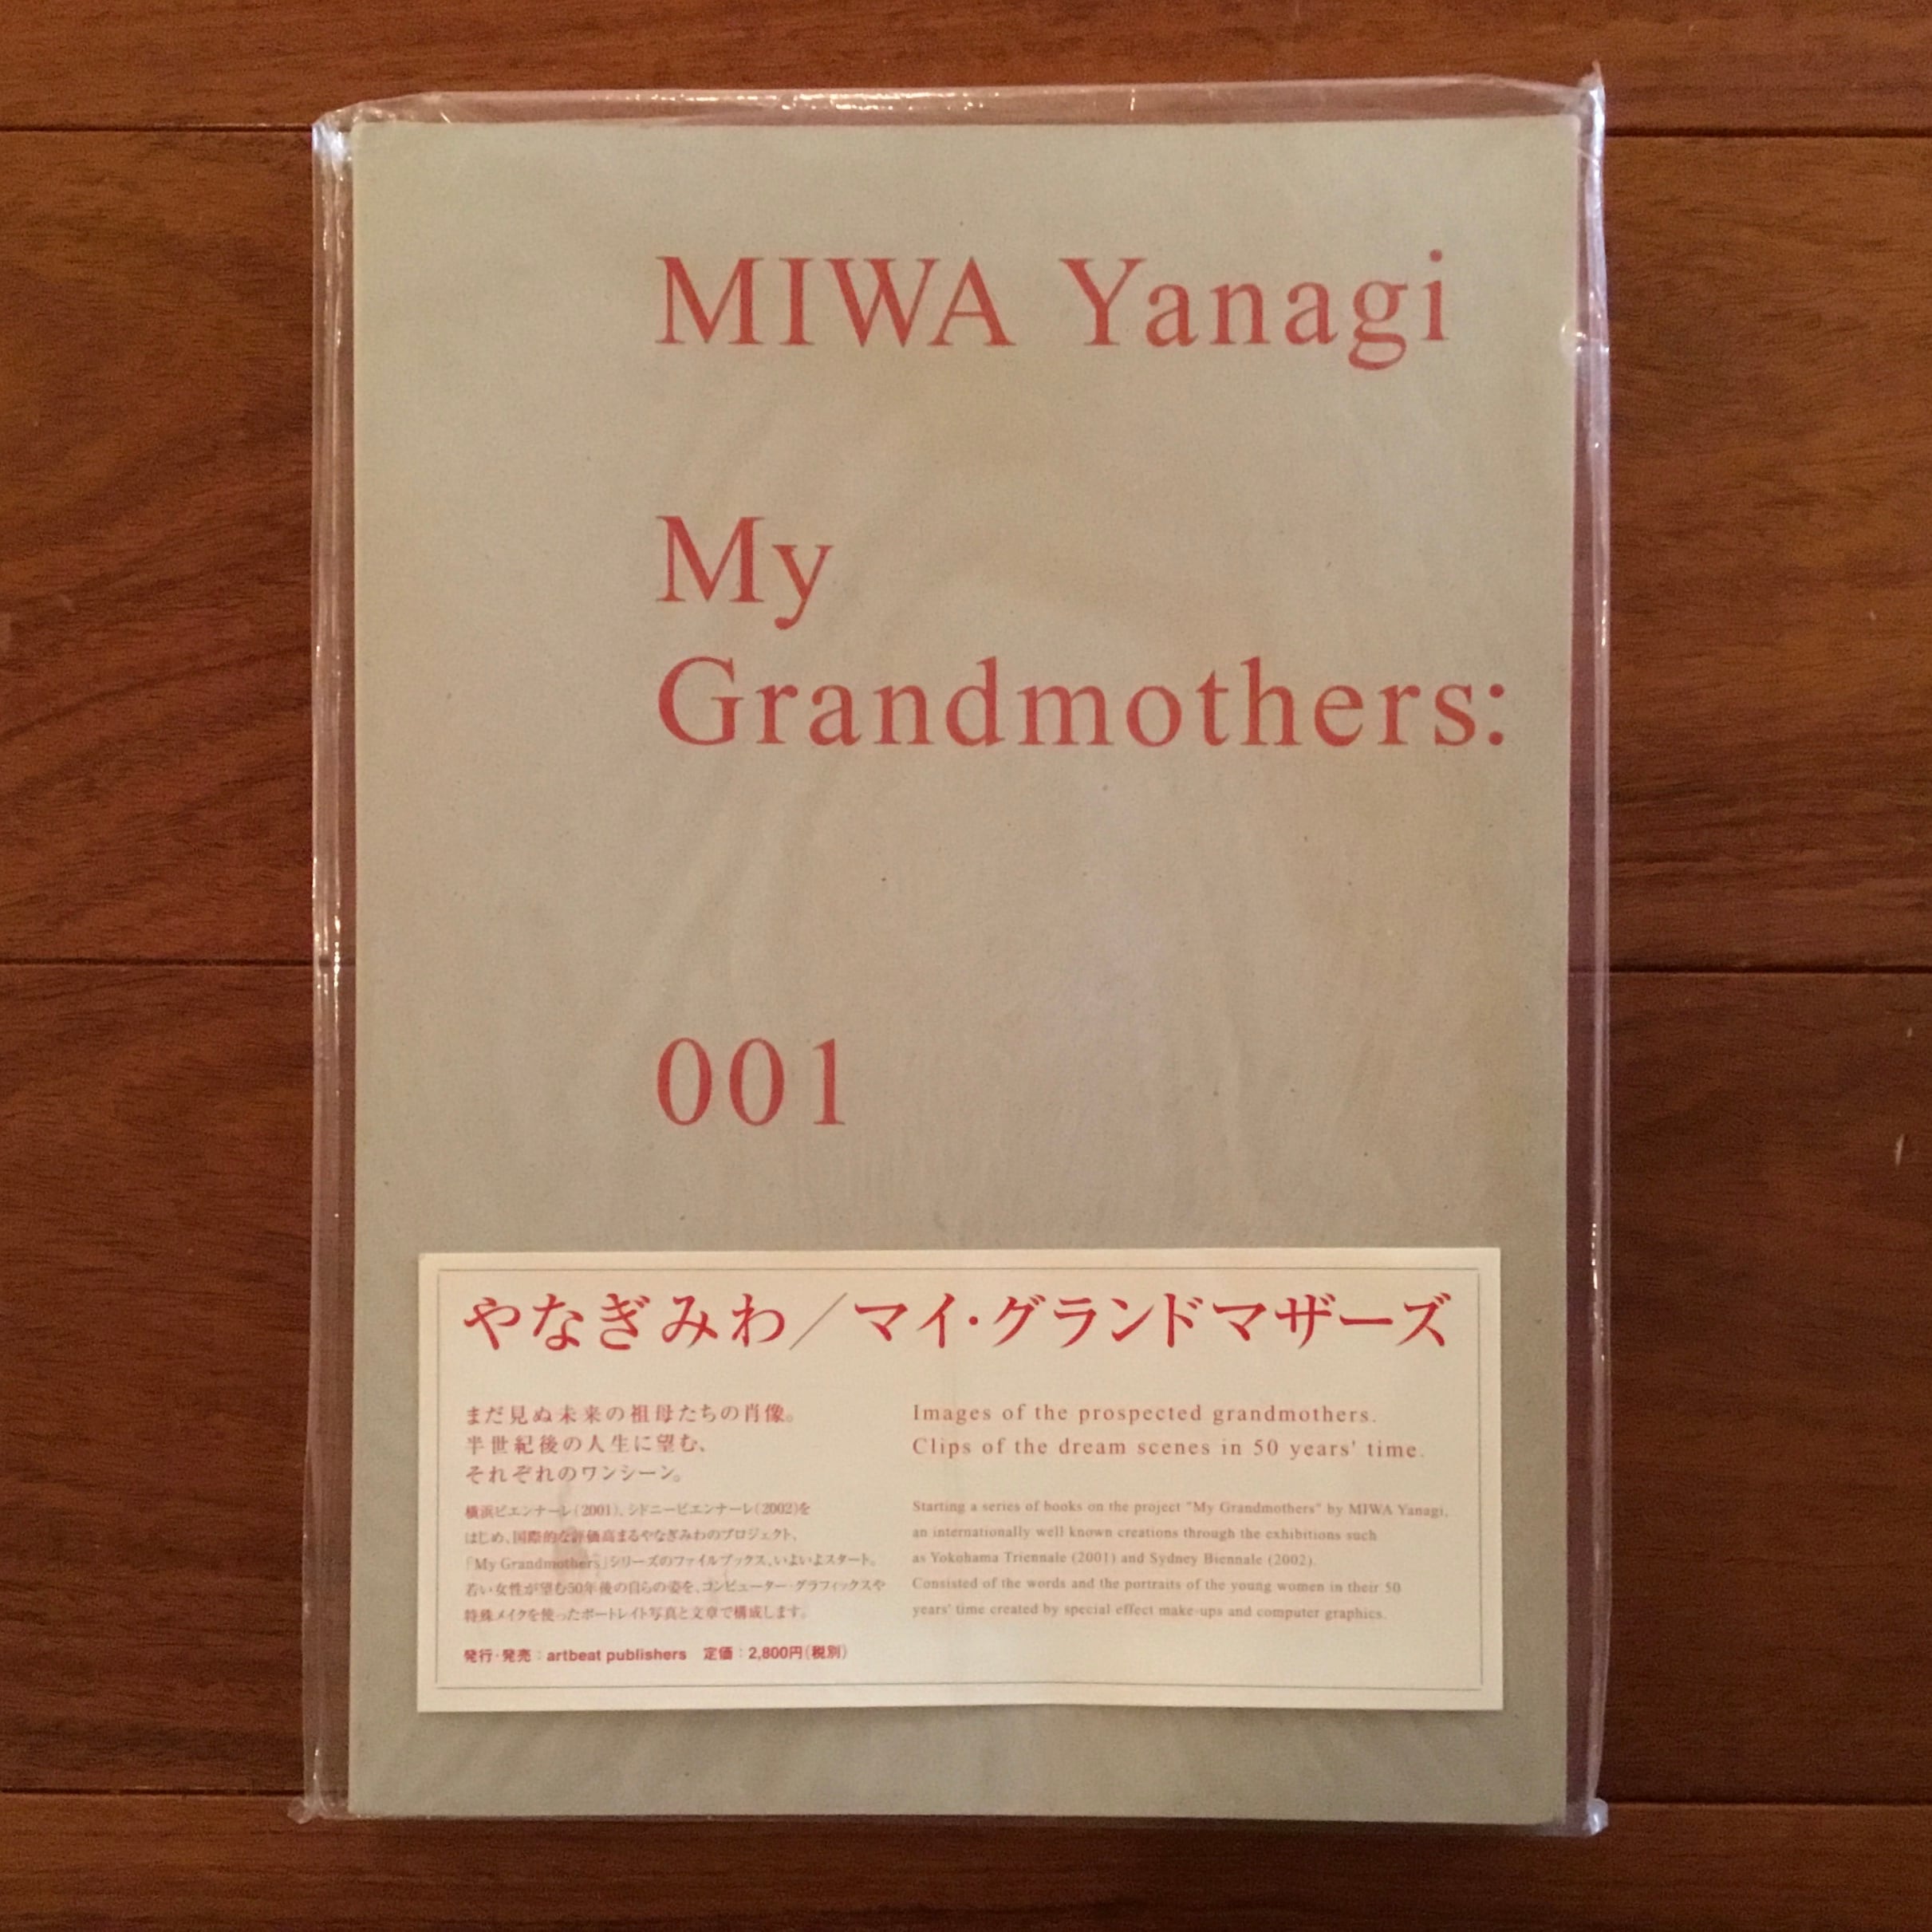 MIWA Yanagi
My
Grandmothers:
001
やなぎみわ／マイ・グランドマザーズ
まだ見ぬ未来の祖母たちの肖像。
半世紀後の人生に望む、
それぞれのワンシーン。
横浜ビエンナーレ(2001)、シドニービエンナーレ(2002)を
はじめ、国際的な評価高まるやなぎみわのプロジェクト、
「My Grandmothers」シリーズのファイルブックス、いよいよスタート。
若い女性が望む50年後の自らの姿を、コンピューター・グラフィックスや
特殊メイクを使ったポートレイト写真と文章で構成します。
発行・発売：artbeat publishers 定価：2,800円(税別)
Images of the prospected grandmothers.
Clips of the dream scenes in 50 years' time.
Starting a series of books on the project "My Grandmothers" by MIWA Yanagi,
an internationally well known creations through the exhibitions such
as Yokohama Triennale (2001) and Sydney Biennale (2002).
Consisted of the words and the portraits of the young women in their 50
years' time created by special effect make-ups and computer graphics.